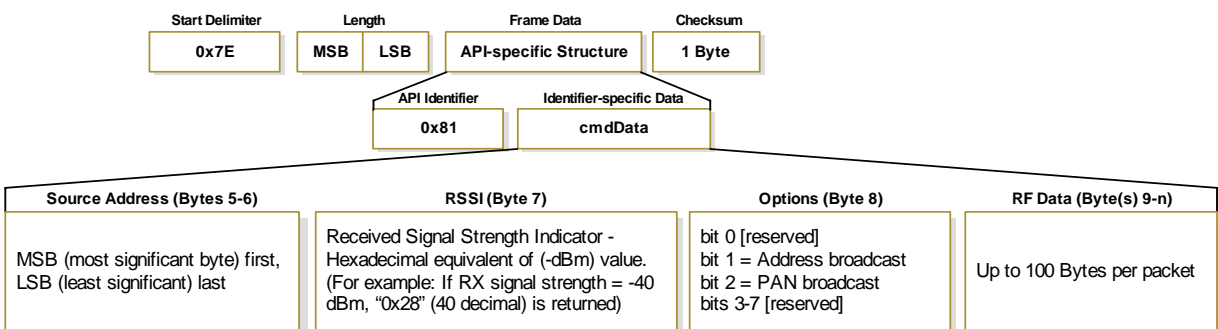 Start Delimiter
Length
Frame Data
Checksum
0x7E
MSB
LSB
API-specific Structure
1 Byte
API Identifier
Identifier-specific Data
0x81
cmdData
Source Address (Bytes 5-6)
RSSI (Byte 7)
Options (Byte 8)
RF Data (Byte(s) 9-n)
MSB (most significant byte) first,
LSB (least significant) last
Received Signal Strength Indicator -
Hexadecimal equivalent of (-dBm) value.
(For example: If RX signal strength = -40
dBm, “0x28” (40 decimal) is returned)
bit 0 [reserved]
bit 1 = Address broadcast
bit 2 = PAN broadcast
bits 3-7 [reserved]
Up to 100 Bytes per packet